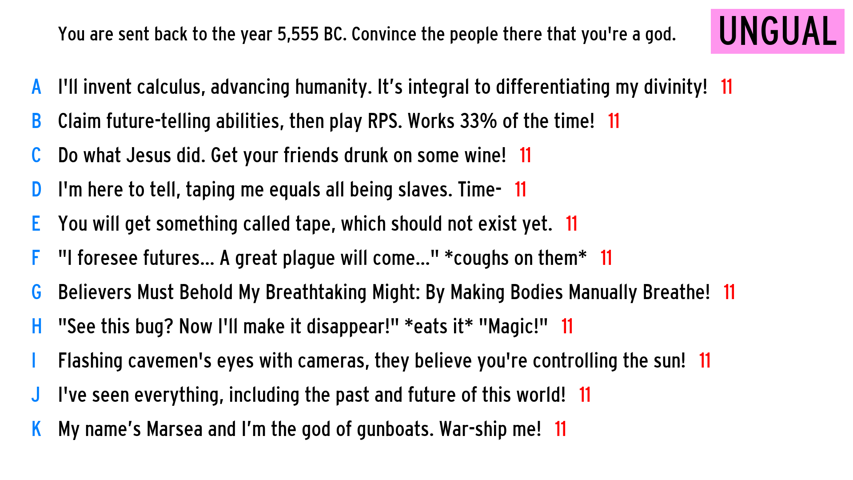 You are sent back to the year 5,555 BC. Convince the people there that you're a god.
UNGUAL
A I'll invent calculus, advancing humanity. It’s integral to differentiating my divinity! 11
B Claim future-telling abilities, then play RPS. Works 33% of the time! 11
C Do what Jesus did. Get your friends drunk on some wine! 11
D I'm here to tell, taping me equals all being slaves. Time- 11
E You will get something called tape, which should not exist yet. 11
F "I foresee futures... A great plague will come..." *coughs on them* 11
G Believers Must Behold My Breathtaking Might: By Making Bodies Manually Breathe! 11
H "See this bug? Now I'll make it disappear!" *eats it* "Magic!" 11
I Flashing cavemen's eyes with cameras, they believe you're controlling the sun! 11
J I've seen everything, including the past and future of this world! 11
K My name’s Marsea and I’m the god of gunboats. War-ship me! 11